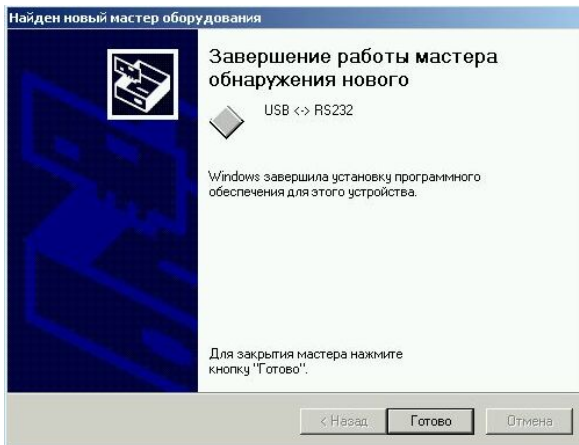 Найден новый мастер оборудования
Завершение работы мастера
обнаружения нового
USB <-> RS232
Windows завершила установку программного
обеспечения для этого устройства.
Для закрытия мастера нажмите
кнопку "Готово".
< Назад Готово Отмена